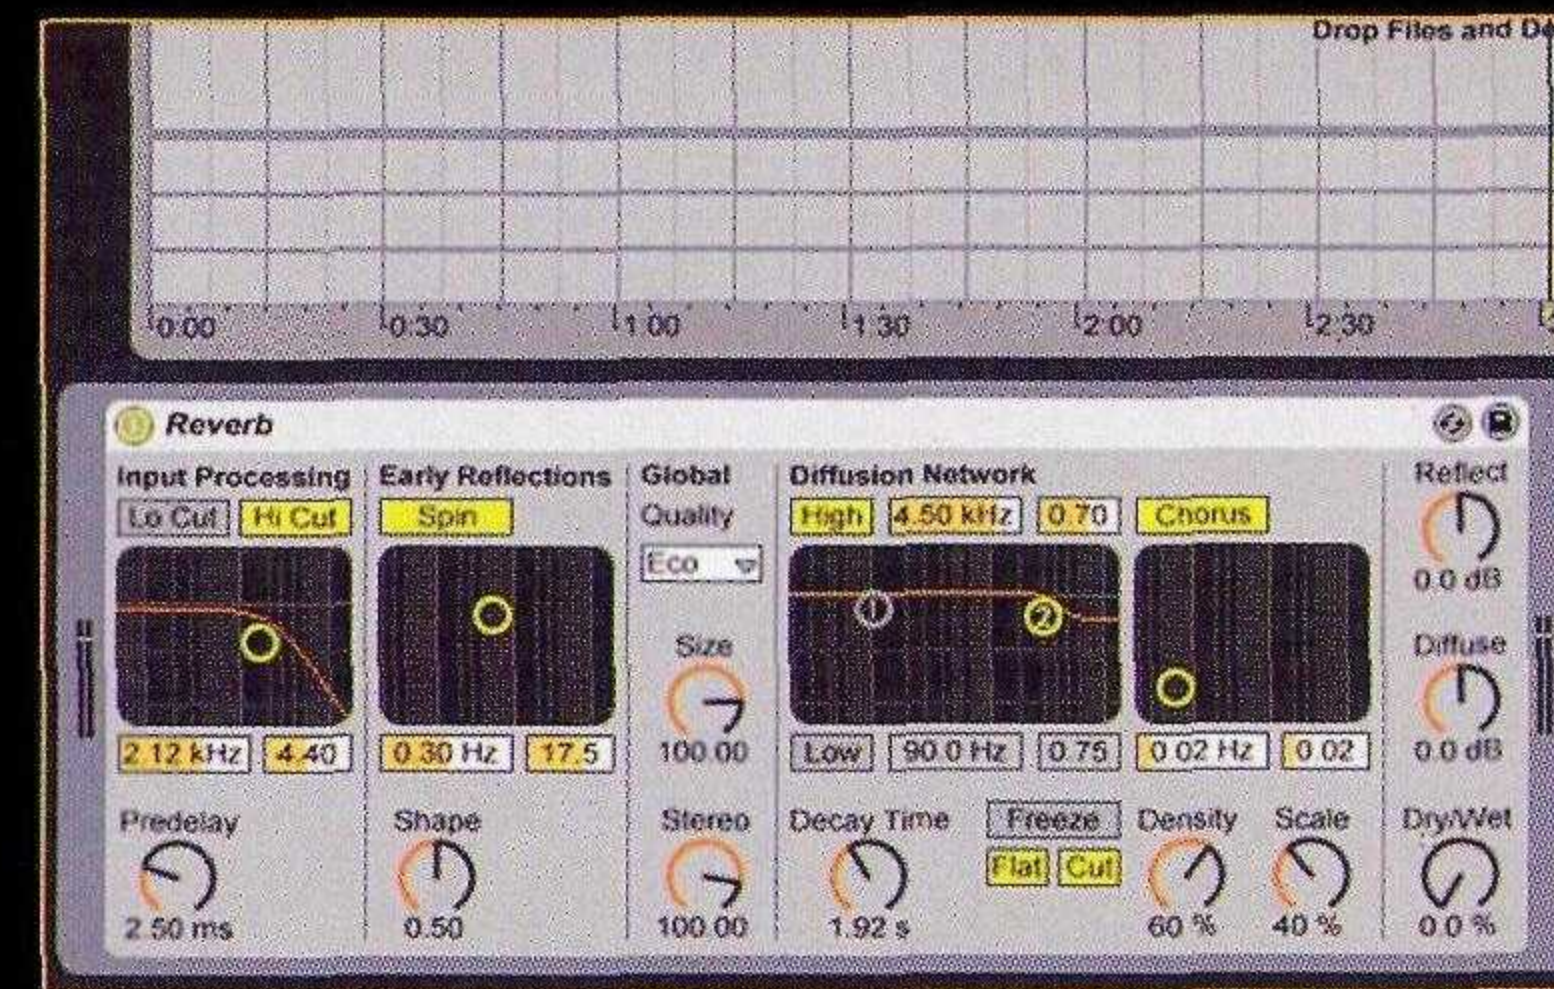 Drop Files and De
0:00 0:30 1:00 1:30 2:00 2:30
Reverb
Input Processing Early Reflections Global Diffusion Network Reflect
Lo Cut Hi Cut Spin Quality High 4.50 kHz 0.70 Chorus
Eco 1 2 0.0 dB
Size Diffuse
2.12 kHz 4.40 0.30 Hz 17.5 100.00 Low 90.0 Hz 0.75 0.02 Hz 0.02 0.0 dB
Predelay Shape Stereo Decay Time Freeze Density Scale Dry/Wet
Flat Cut
2.50 ms 0.50 100.00 1.92 s 60 % 40 % 0.0 %